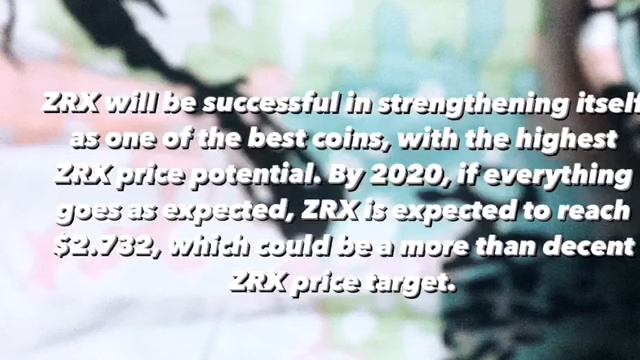 ZRX will be successful in strengthening itself
as one of the best coins, with the highest
ZRX price potential. By 2020, if everything
goes as expected, ZRX is expected to reach
$2.732, which could be a more than decent
ZRX price target.